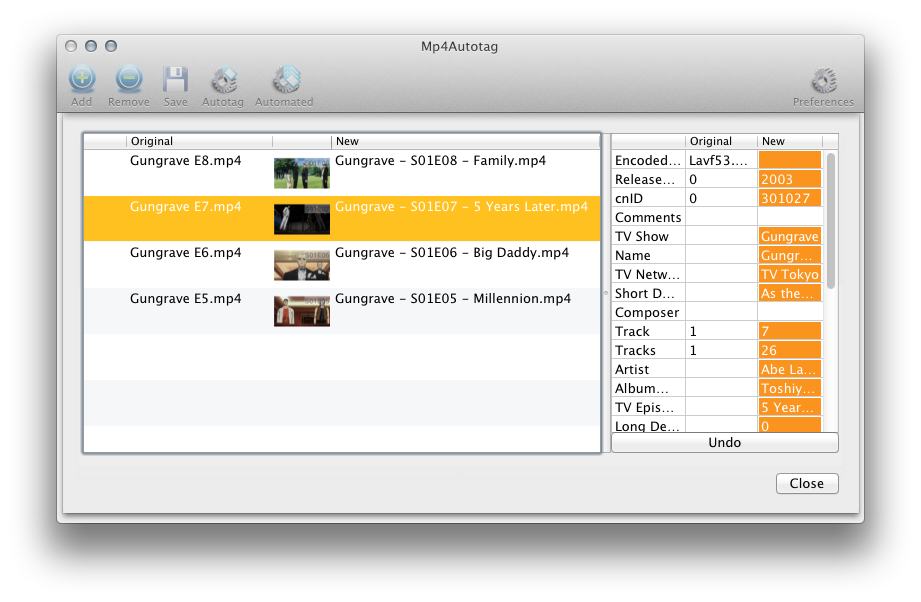 Mp4Autotag
Add Remove Save Autotag Automated Preferences
Original New
Gungrave E8.mp4 Gungrave - S01E08 - Family.mp4
Gungrave E7.mp4 Gungrave - S01E07 - 5 Years Later.mp4
Gungrave E6.mp4 Gungrave - S01E06 - Big Daddy.mp4
Gungrave E5.mp4 Gungrave - S01E05 - Millennion.mp4
Original New
Encoded... Lavf53....
Release... 0 2003
cnID 0 301027
Comments
TV Show Gungrave
Name Gungr...
TV Netw... TV Tokyo
Short D... As the...
Composer
Track 1 7
Tracks 1 26
Artist Abe La...
Album... Toshiy...
TV Epis... 5 Year...
Long De... 0
Undo
Close